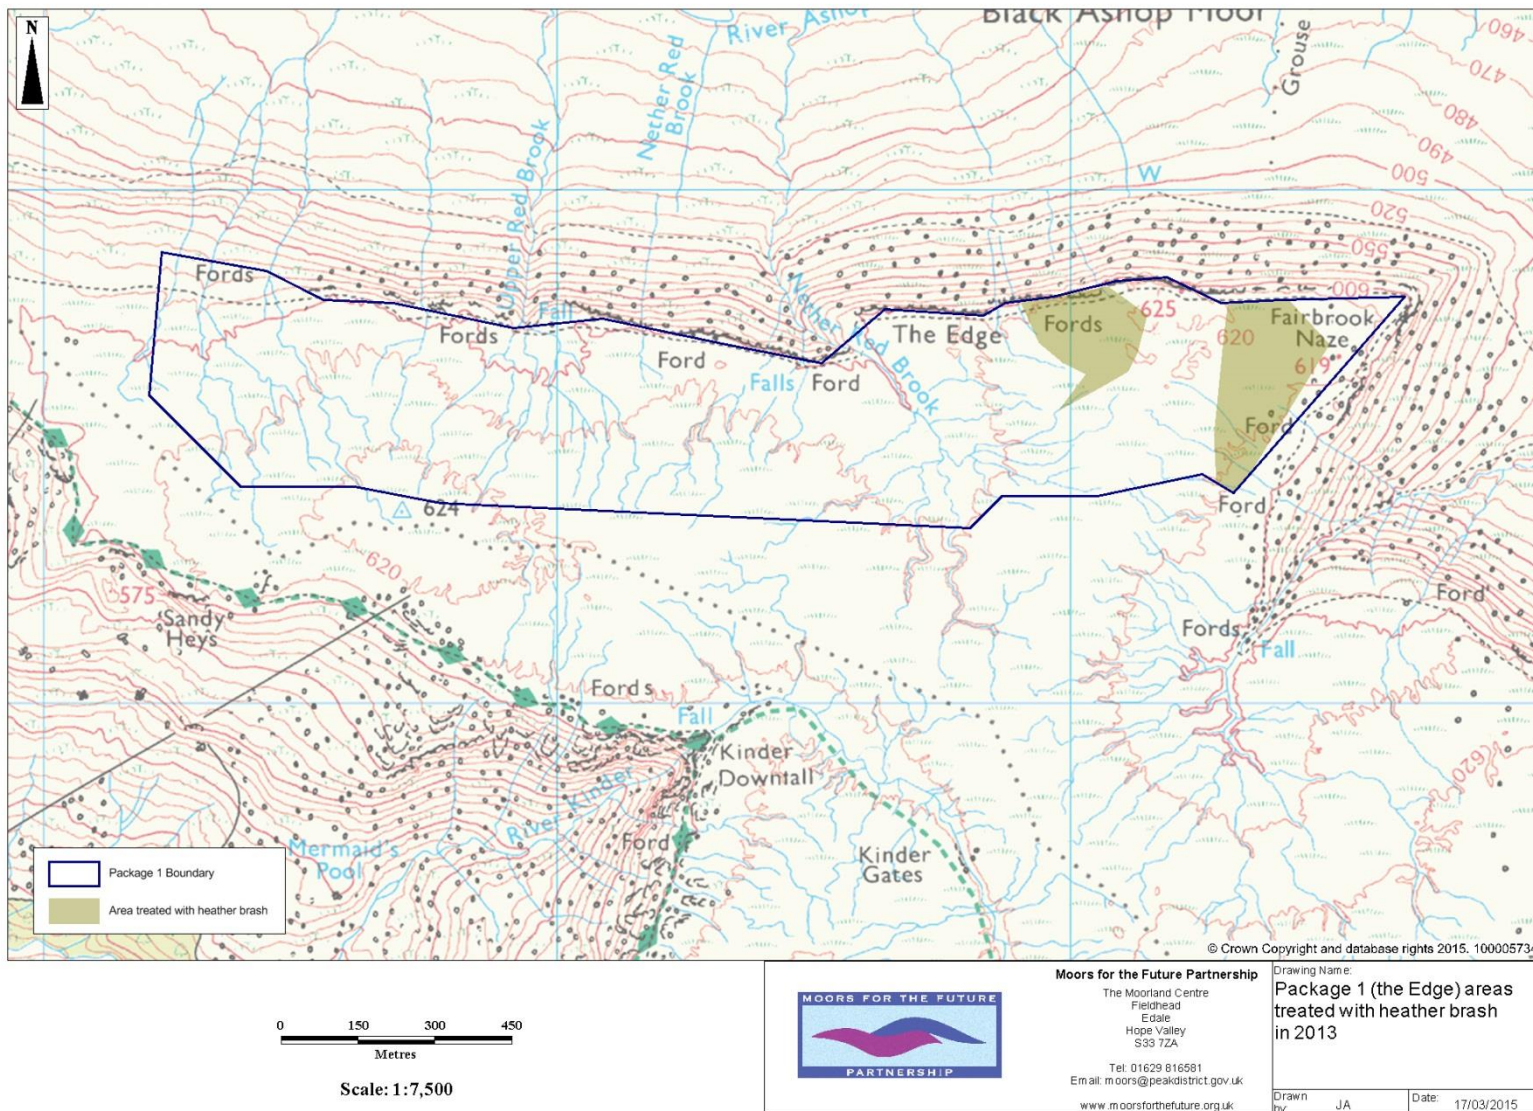 N
River Ashop
Black Ashop Moor
Grouse
460
470
480
490
500
520
550
600
W
Nether Red
Brook
Upper Red Brook
Fords
Fall
Fords
Ford
Falls
Ford
Nether Red Brook
The Edge
Fords
625
620
Fairbrook
Naze
619
Ford
Ford
624
620
575
Sandy
Heys
Fords
Fall
Kinder
Downfall
River Kinder
Ford
Mermaid's
Pool
Kinder
Gates
Fords
Fall
Ford
620
Package 1 Boundary
Area treated with heather brash
© Crown Copyright and database rights 2015. 100005734
0 150 300 450
Metres
Scale: 1:7,500
MOORS FOR THE FUTURE
PARTNERSHIP
Moors for the Future Partnership
The Moorland Centre
Fieldhead
Edale
Hope Valley
S33 7ZA
Tel: 01629 816581
Email: moors@peakdistrict.gov.uk
www.moorsforthefuture.org.uk
Drawing Name:
Package 1 (the Edge) areas
treated with heather brash
in 2013
Drawn by JA
Date: 17/03/2015